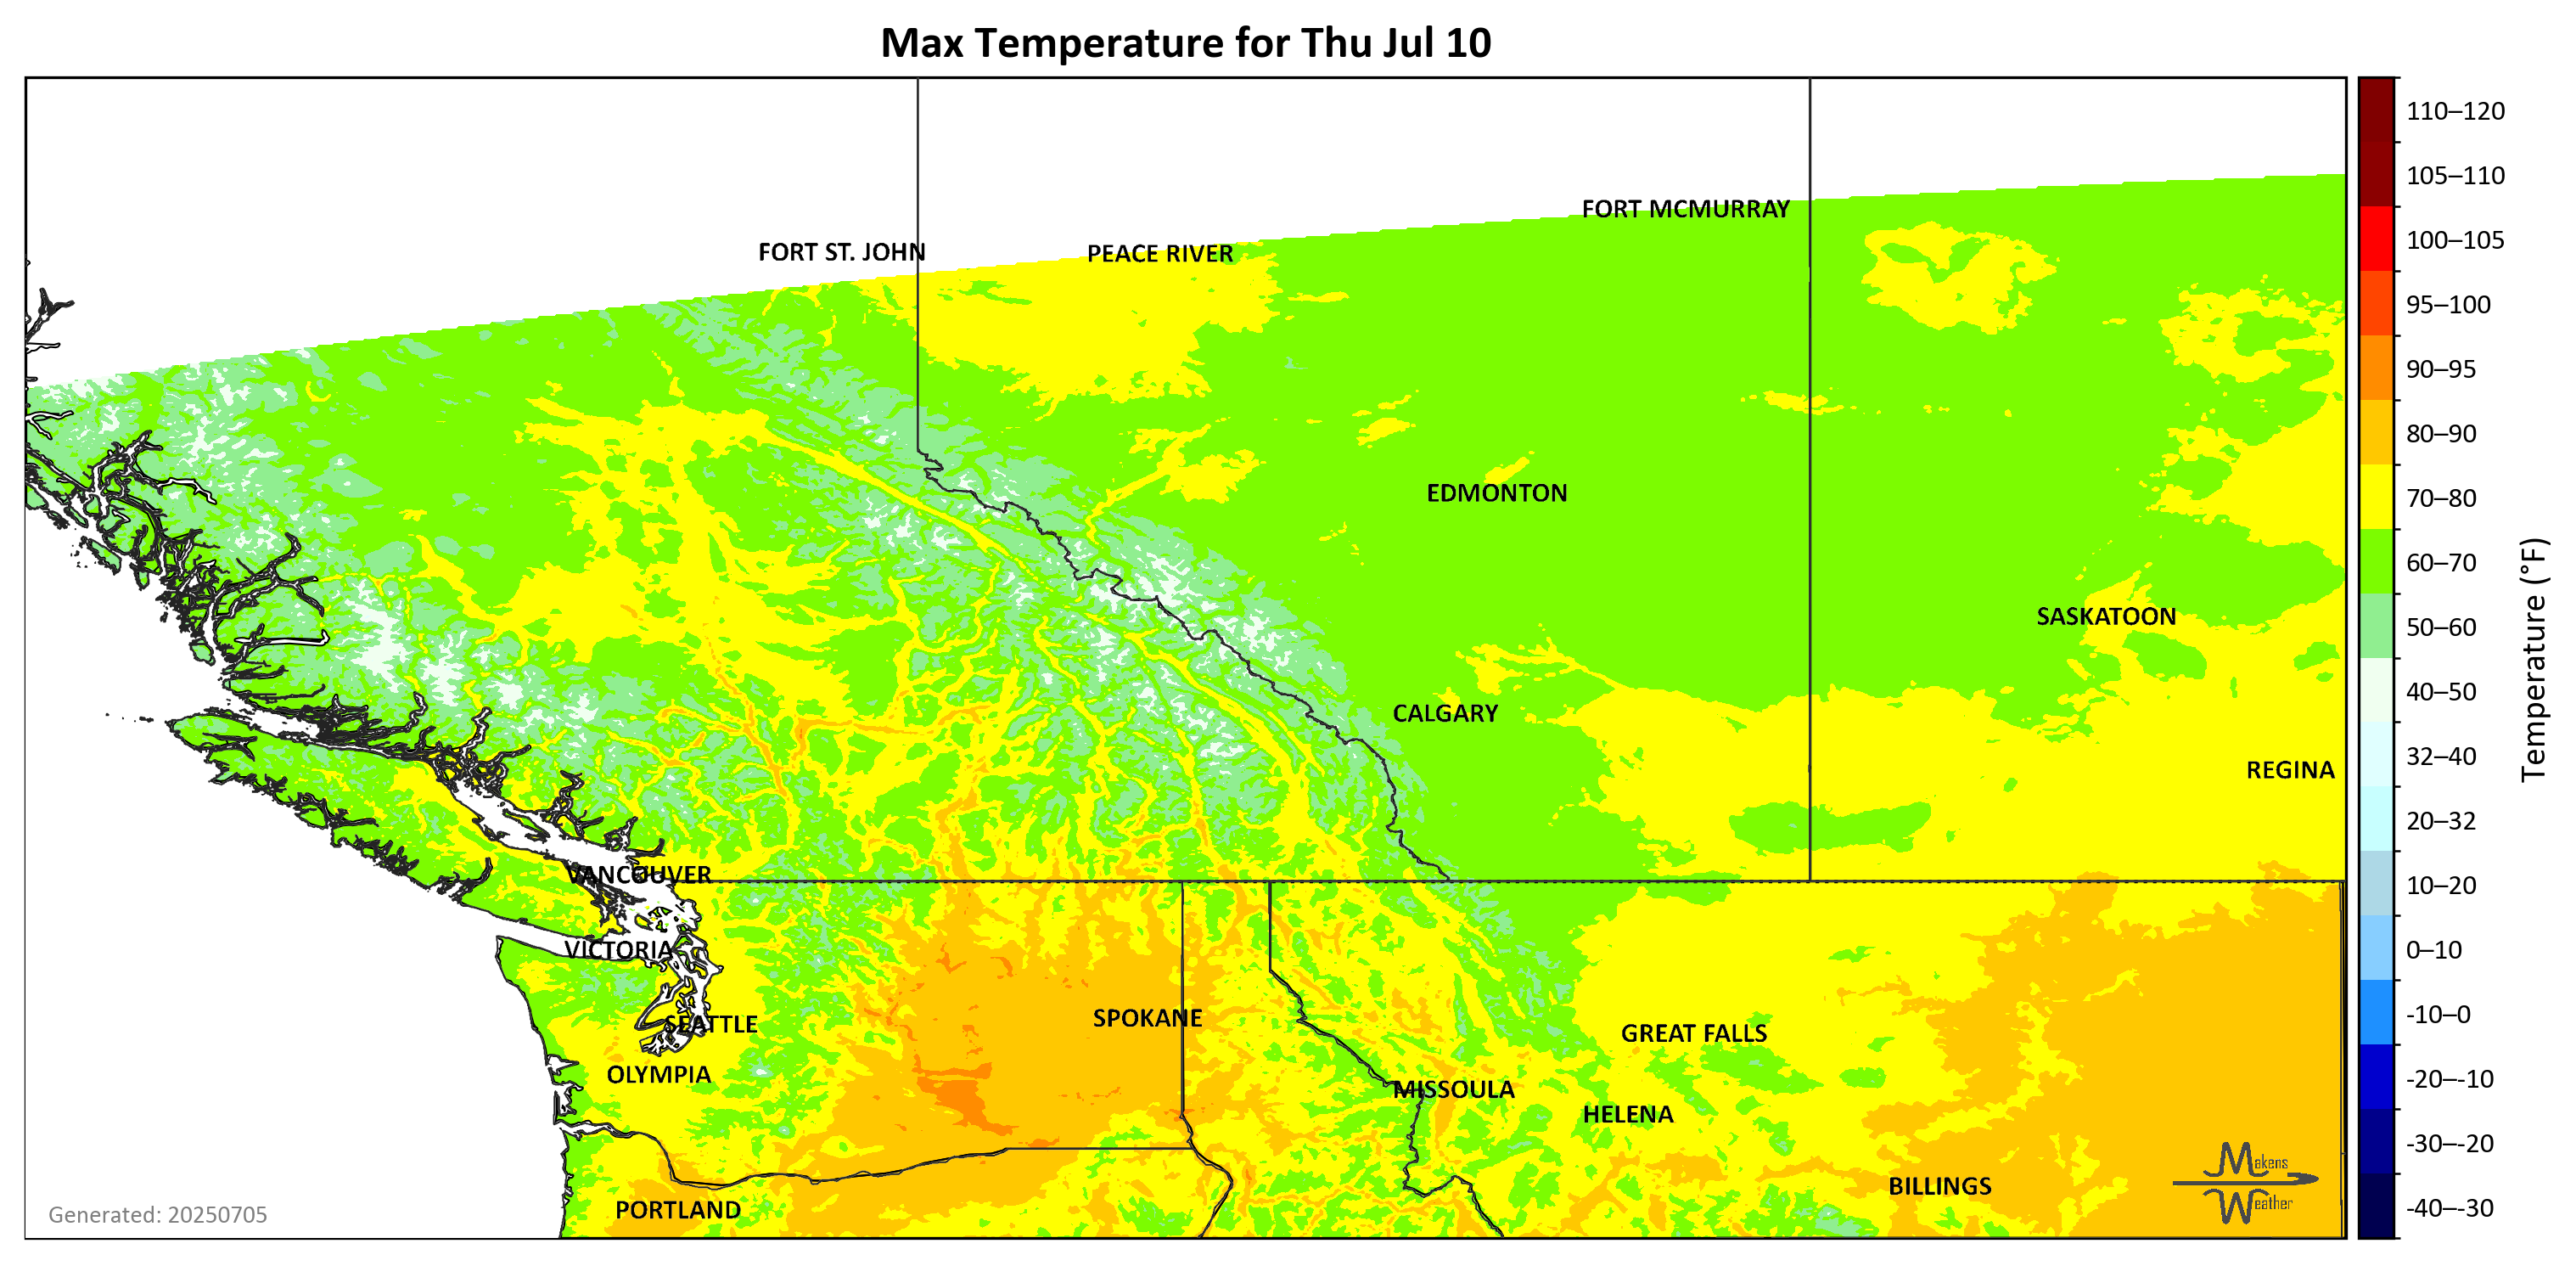 Max Temperature for Thu Jul 10
FORT MCMURRAY
FORT ST. JOHN
PEACE RIVER
EDMONTON
SASKATOON
CALGARY
REGINA
VANCOUVER
VICTORIA
SEATTLE
SPOKANE
GREAT FALLS
OLYMPIA
MISSOULA
HELENA
BILLINGS
PORTLAND
Generated: 20250705
Makens
Weather
110–120
105–110
100–105
95–100
90–95
80–90
70–80
60–70
50–60
40–50
32–40
20–32
10–20
0–10
-10–0
-20–-10
-30–-20
-40–-30
Temperature (°F)